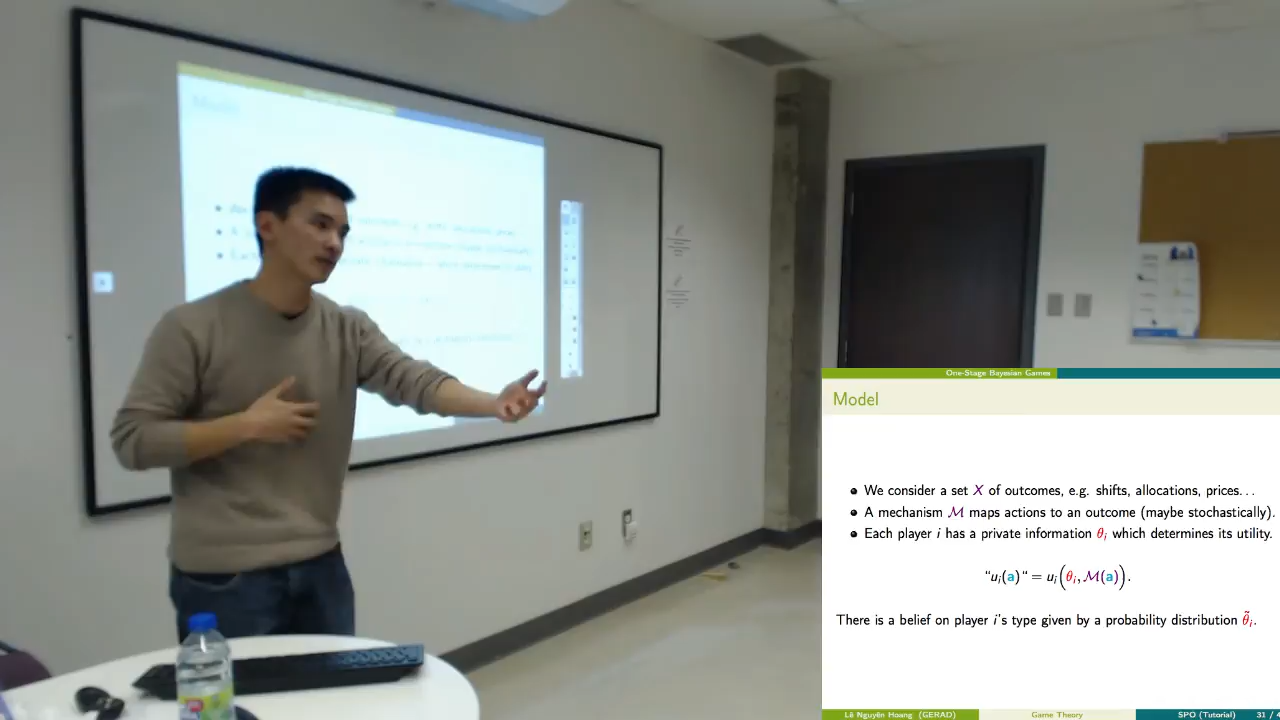 One-Stage Bayesian Games
Model
• We consider a set X of outcomes, e.g. shifts, allocations, prices...
• A mechanism M maps actions to an outcome (maybe stochastically).
• Each player i has a private information θᵢ which determines its utility.
“uᵢ(a)“ = uᵢ(θᵢ, M(a)).
There is a belief on player i's type given by a probability distribution θ̃ᵢ.
Lê Nguyên Hoang (GERAD)
Game Theory
SPO (Tutorial)
31 / 4